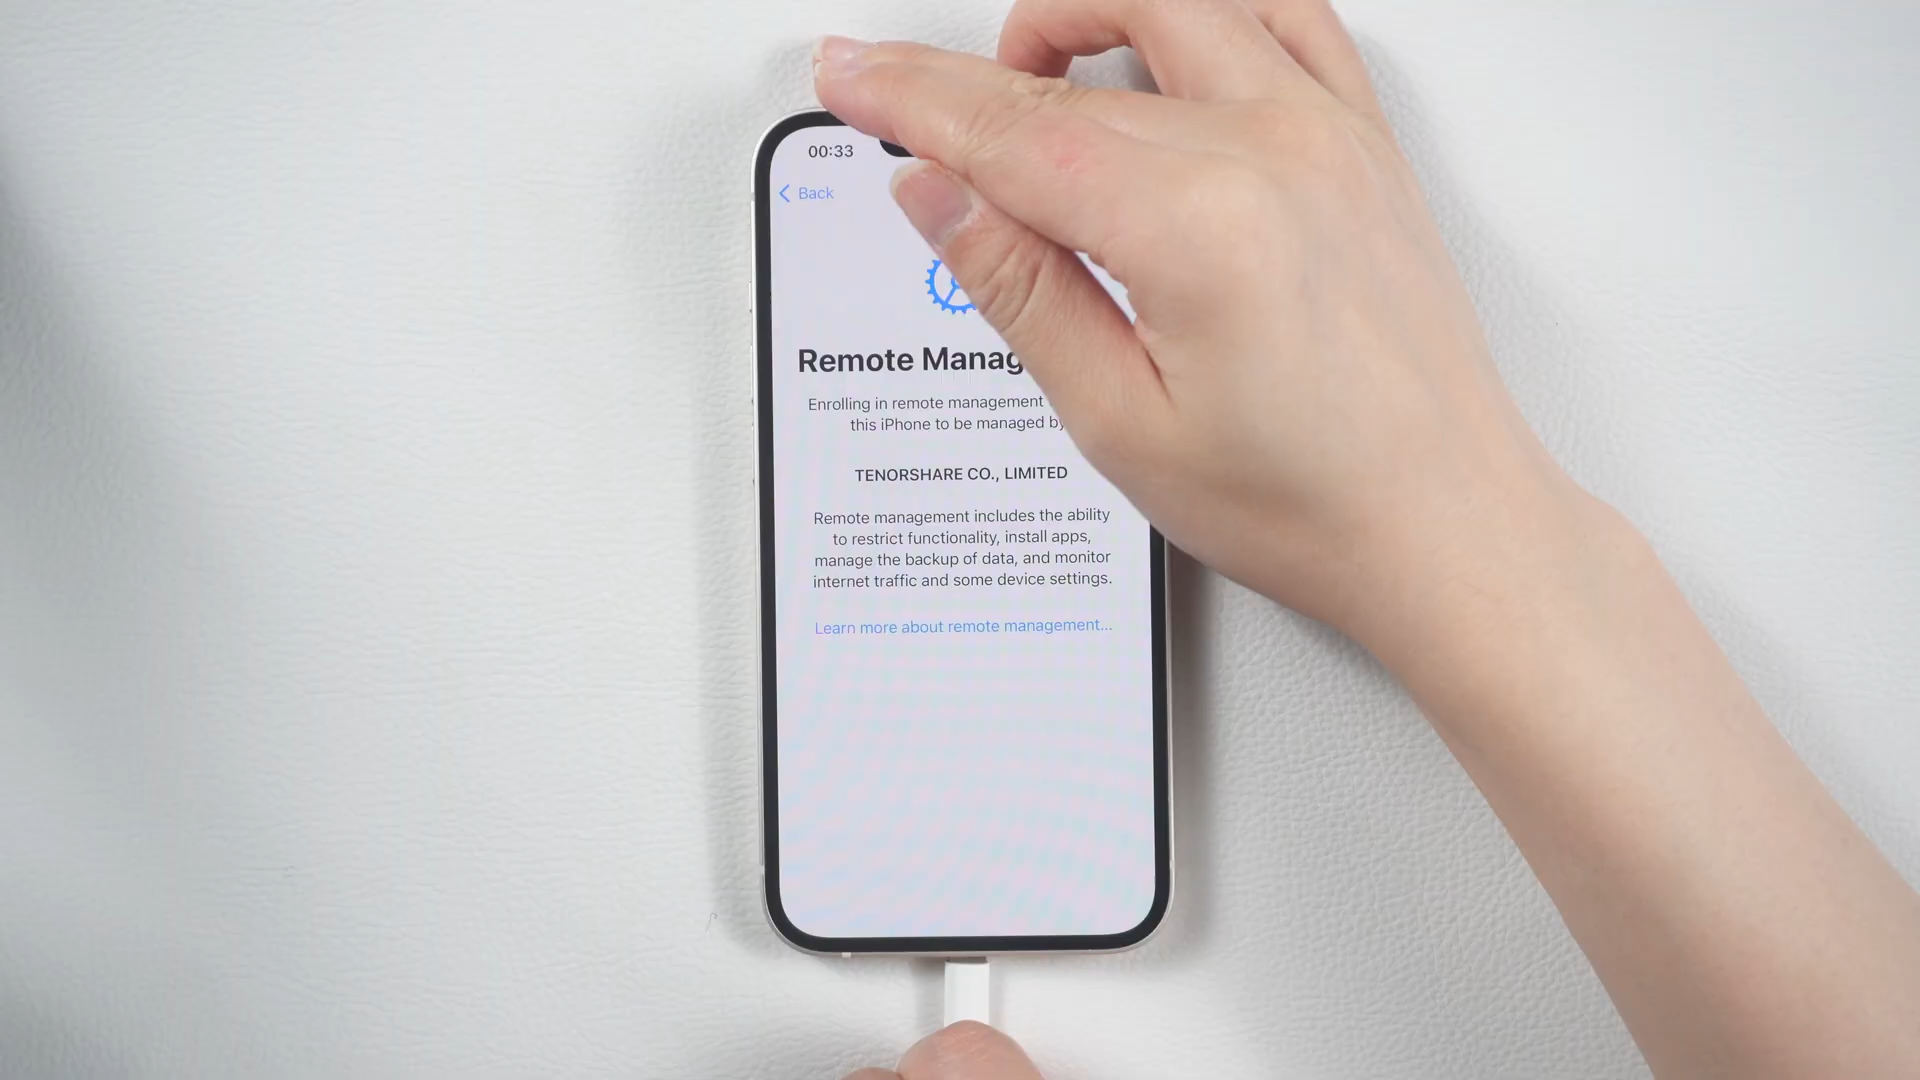 00:33
Back
Remote
Enrolling in remote management
this iPhone to be managed by
TENORSHARE CO., LIMITED
Remote management includes the ability
to restrict functionality, install apps,
manage the backup of data, and monitor
internet traffic and some device settings.
Learn more about remote management...